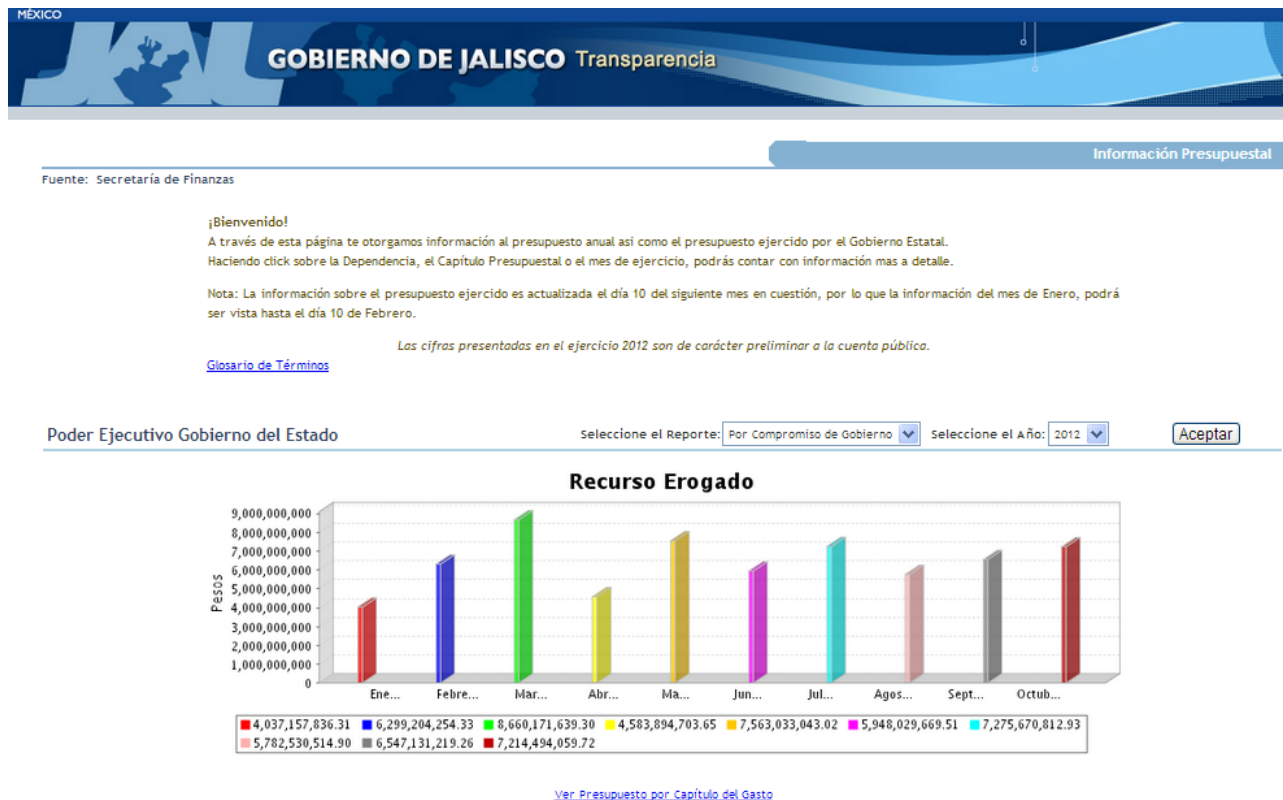 MÉXICO
JAL
GOBIERNO DE JALISCO Transparencia
Información Presupuestal
Fuente: Secretaría de Finanzas
¡Bienvenido!
A través de esta página te otorgamos información al presupuesto anual asi como el presupuesto ejercido por el Gobierno Estatal.
Haciendo click sobre la Dependencia, el Capítulo Presupuestal o el mes de ejercicio, podrás contar con información mas a detalle.
Nota: La información sobre el presupuesto ejercido es actualizada el día 10 del siguiente mes en cuestión, por lo que la información del mes de Enero, podrá
ser vista hasta el día 10 de Febrero.
Las cifras presentadas en el ejercicio 2012 son de carácter preliminar a la cuenta pública.
Glosario de Términos
Poder Ejecutivo Gobierno del Estado
Seleccione el Reporte: Por Compromiso de Gobierno Seleccione el Año: 2012 Aceptar
Recurso Erogado
Pesos
9,000,000,000
8,000,000,000
7,000,000,000
6,000,000,000
5,000,000,000
4,000,000,000
3,000,000,000
2,000,000,000
1,000,000,000
0
Ene... Febre... Mar... Abr... Ma... Jun... Jul... Agos... Sept... Octub...
4,037,157,836.31 6,299,204,254.33 8,660,171,639.30 4,583,894,703.65 7,563,033,043.02 5,948,029,669.51 7,275,670,812.93
5,782,530,514.90 6,547,131,219.26 7,214,494,059.72
Ver Presupuesto por Capítulo del Gasto